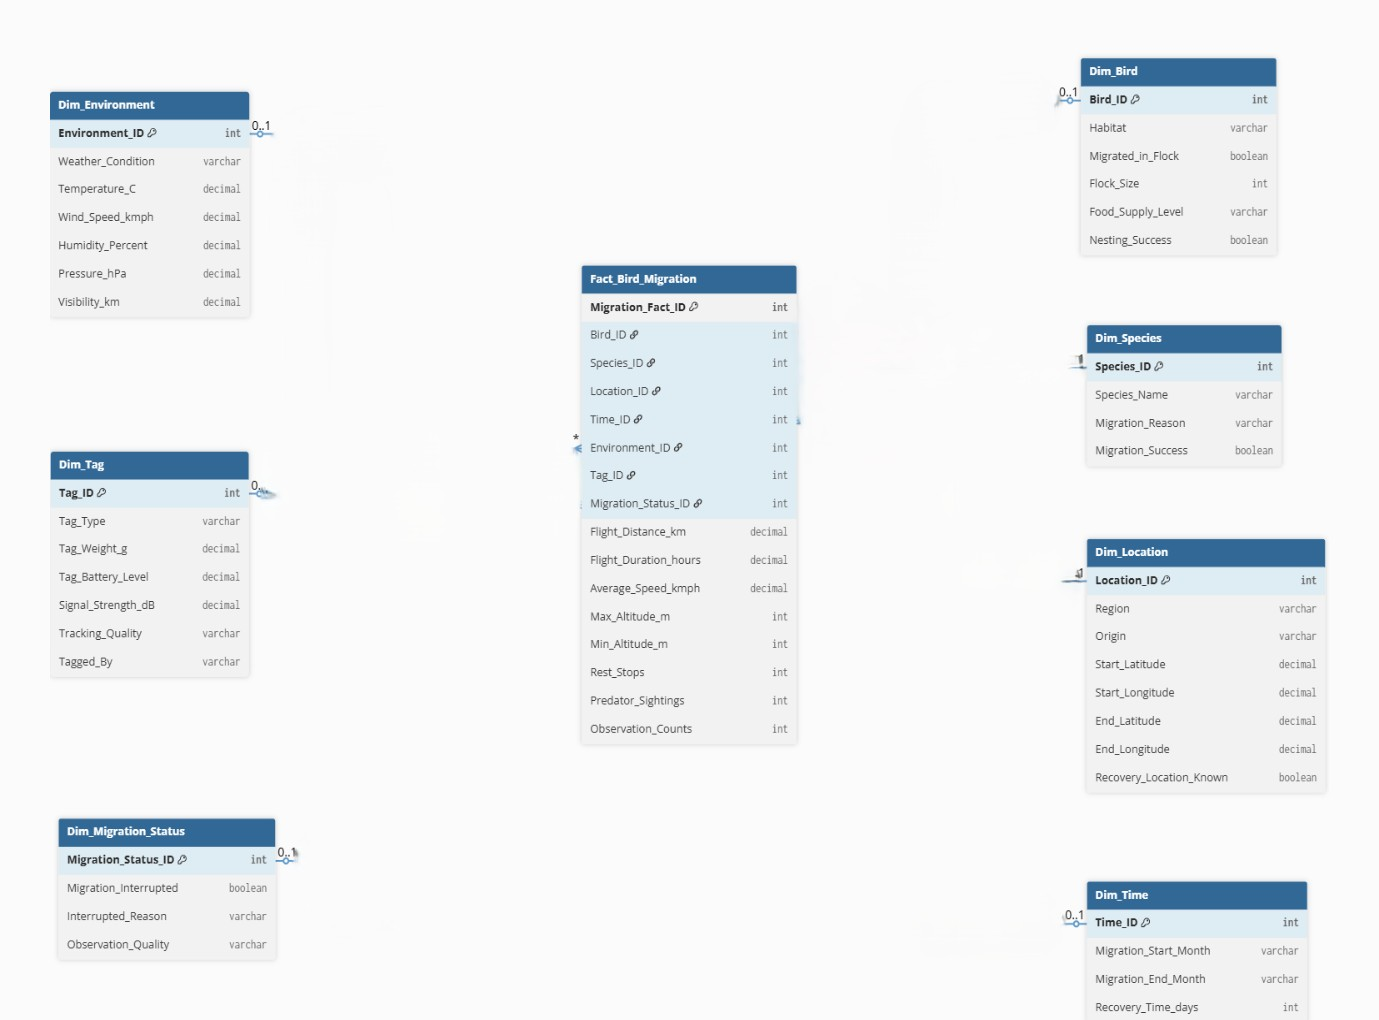 Dim_Environment
Environment_ID int 0..1
Weather_Condition varchar
Temperature_C decimal
Wind_Speed_kmph decimal
Humidity_Percent decimal
Pressure_hPa decimal
Visibility_km decimal
Dim_Tag
Tag_ID int 0..
Tag_Type varchar
Tag_Weight_g decimal
Tag_Battery_Level decimal
Signal_Strength_dB decimal
Tracking_Quality varchar
Tagged_By varchar
Dim_Migration_Status
Migration_Status_ID int 0..1
Migration_Interrupted boolean
Interrupted_Reason varchar
Observation_Quality varchar
Fact_Bird_Migration
Migration_Fact_ID int
Bird_ID int
Species_ID int
Location_ID int
Time_ID int
* Environment_ID int
Tag_ID int
Migration_Status_ID int
Flight_Distance_km decimal
Flight_Duration_hours decimal
Average_Speed_kmph decimal
Max_Altitude_m int
Min_Altitude_m int
Rest_Stops int
Predator_Sightings int
Observation_Counts int
Dim_Bird
0..1 Bird_ID int
Habitat varchar
Migrated_in_Flock boolean
Flock_Size int
Food_Supply_Level varchar
Nesting_Success boolean
Dim_Species
Species_ID int
Species_Name varchar
Migration_Reason varchar
Migration_Success boolean
Dim_Location
Location_ID int
Region varchar
Origin varchar
Start_Latitude decimal
Start_Longitude decimal
End_Latitude decimal
End_Longitude decimal
Recovery_Location_Known boolean
Dim_Time
0..1 Time_ID int
Migration_Start_Month varchar
Migration_End_Month varchar
Recovery_Time_days int